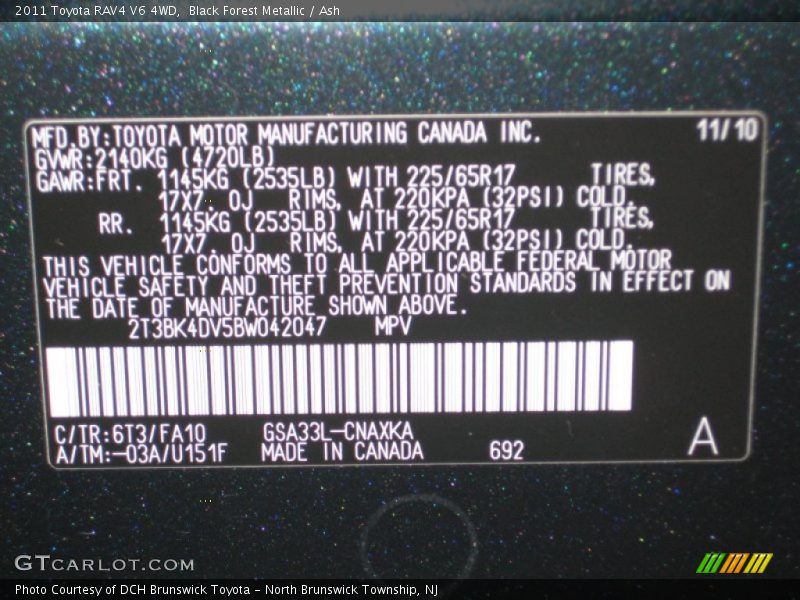 2011 Toyota RAV4 V6 4WD, Black Forest Metallic / Ash
MFD.BY:TOYOTA MOTOR MANUFACTURING CANADA INC. 11/10
GVWR:2140KG (4720LB)
GAWR:FRT. 1145KG (2535LB) WITH 225/65R17 TIRES,
17X7.0J RIMS, AT 220KPA (32PSI) COLD.
RR. 1145KG (2535LB) WITH 225/65R17 TIRES,
17X7.0J RIMS, AT 220KPA (32PSI) COLD.
THIS VEHICLE CONFORMS TO ALL APPLICABLE FEDERAL MOTOR
VEHICLE SAFETY AND THEFT PREVENTION STANDARDS IN EFFECT ON
THE DATE OF MANUFACTURE SHOWN ABOVE.
2T3BK4DV5BW042047 MPV
C/TR:6T3/FA10 GSA33L-CNAXKA
A/TM:-03A/U151F MADE IN CANADA 692 A
GTCARLOT.COM
Photo Courtesy of DCH Brunswick Toyota - North Brunswick Township, NJ